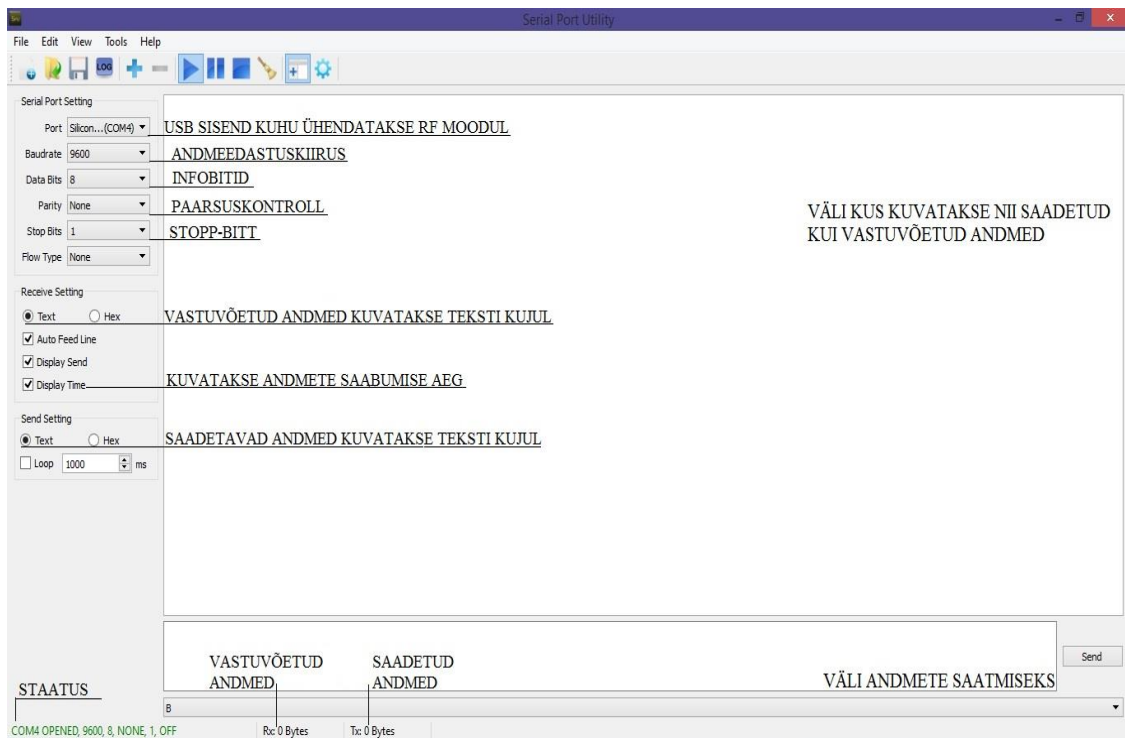 Serial Port Utility
File Edit View Tools Help
LOG
Serial Port Setting
Port Silicon...(COM4) USB SISEND KUHU ÜHENDATAKSE RF MOODUL
Baudrate 9600 ANDMEEDASTUSKIIRUS
Data Bits 8 INFOBITID
Parity None PAARSUSKONTROLL
Stop Bits 1 STOPP-BITT
Flow Type None
VÄLI KUS KUVATAKSE NII SAADETUD
KUI VASTUVÕETUD ANDMED
Receive Setting
Text Hex VASTUVÕETUD ANDMED KUVATAKSE TEKSTI KUJUL
Auto Feed Line
Display Send
Display Time KUVATAKSE ANDMETE SAABUMISE AEG
Send Setting
Text Hex SAADETAVAD ANDMED KUVATAKSE TEKSTI KUJUL
Loop 1000 ms
VASTUVÕETUD
ANDMED
SAADETUD
ANDMED
VÄLI ANDMETE SAATMISEKS
Send
STAATUS
B
COM4 OPENED, 9600, 8, NONE, 1, OFF Rx: 0 Bytes Tx: 0 Bytes